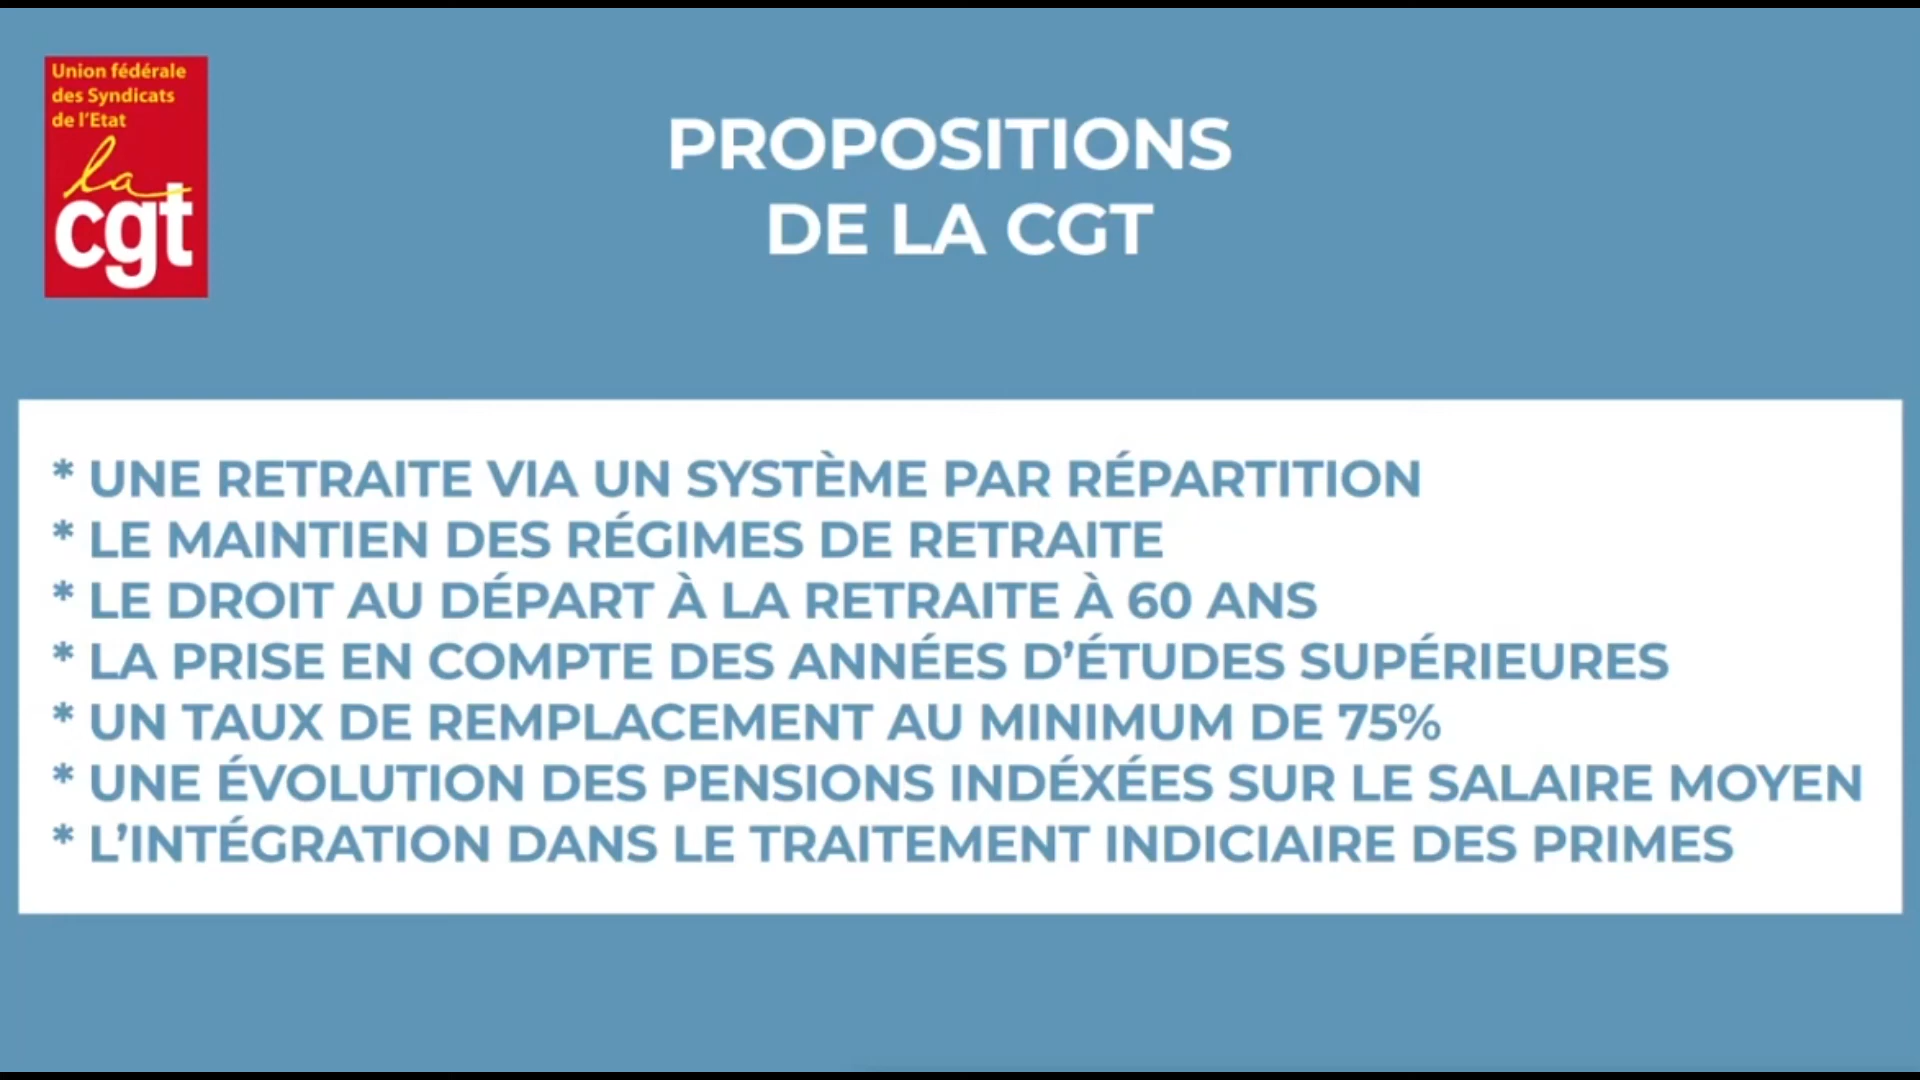 Union fédérale
des Syndicats
de l'Etat
la
cgt
PROPOSITIONS
DE LA CGT
* UNE RETRAITE VIA UN SYSTÈME PAR RÉPARTITION
* LE MAINTIEN DES RÉGIMES DE RETRAITE
* LE DROIT AU DÉPART À LA RETRAITE À 60 ANS
* LA PRISE EN COMPTE DES ANNÉES D'ÉTUDES SUPÉRIEURES
* UN TAUX DE REMPLACEMENT AU MINIMUM DE 75%
* UNE ÉVOLUTION DES PENSIONS INDÉXÉES SUR LE SALAIRE MOYEN
* L'INTÉGRATION DANS LE TRAITEMENT INDICIAIRE DES PRIMES